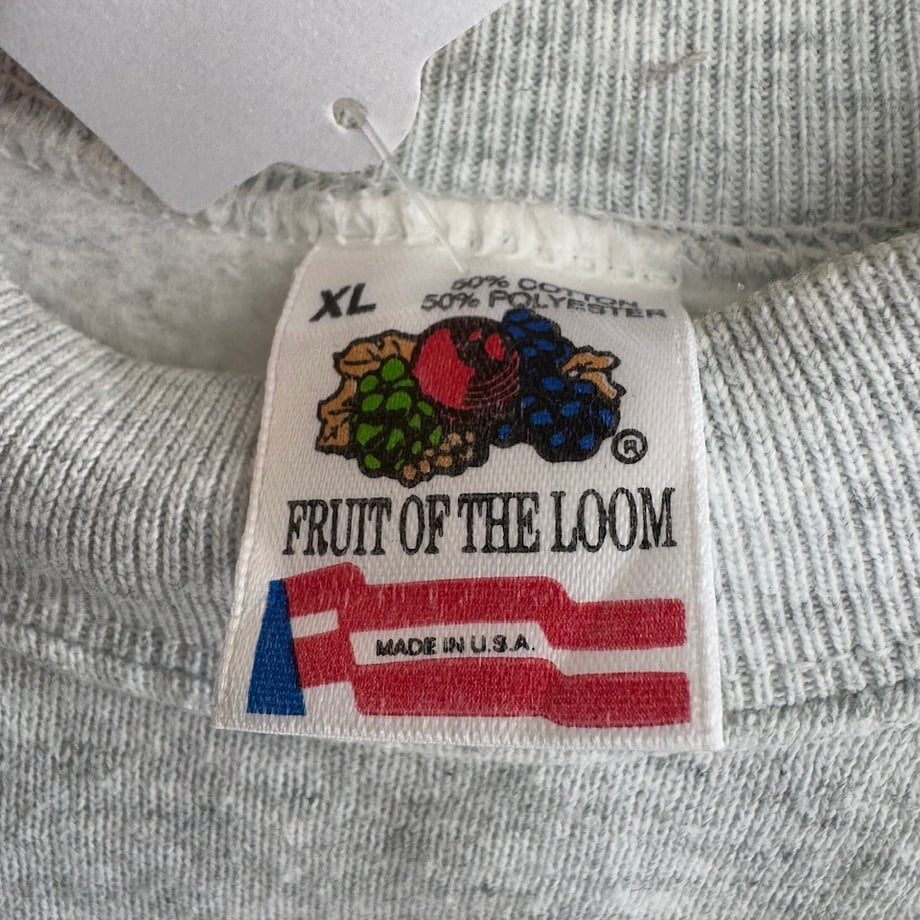 XL
50% COTTON
50% POLYESTER
®
FRUIT OF THE LOOM
MADE IN U.S.A.